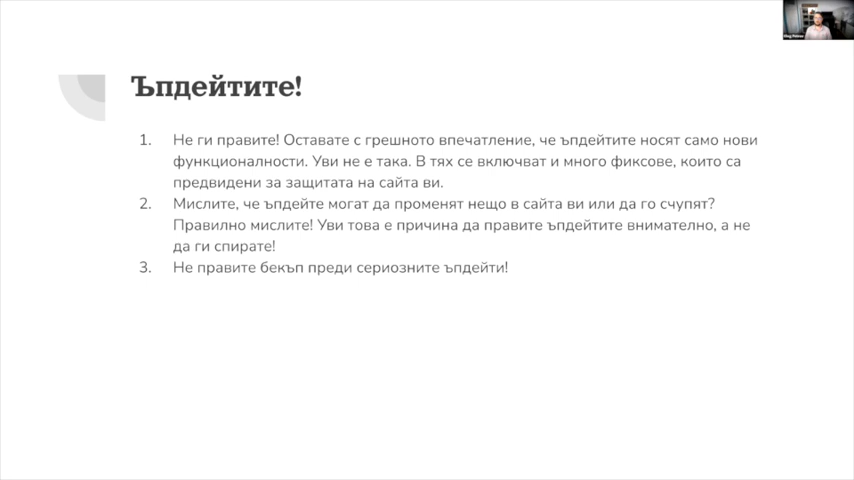 Ъпдейтите!
1. Не ги правите! Оставате с грешното впечатление, че ъпдейтите носят само нови
функционалности. Уви не е така. В тях се включват и много фиксове, които са
предвидени за защитата на сайта ви.
2. Мислите, че ъпдейте могат да променят нещо в сайта ви или да го счупят?
Правилно мислите! Уви това е причина да правите ъпдейтите внимателно, а не
да ги спирате!
3. Не правите бекъп преди сериозните ъпдейти!